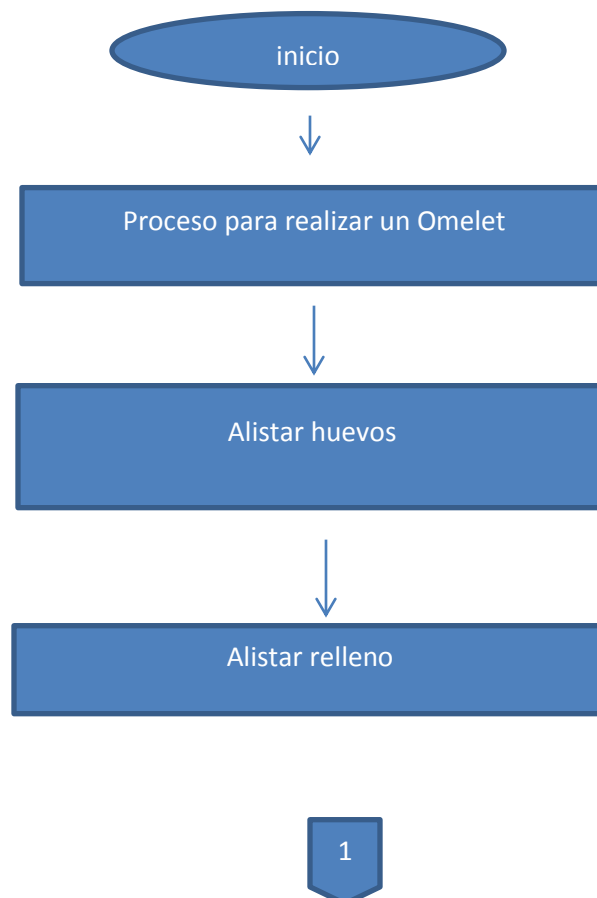 inicio
Proceso para realizar un Omelet
Alistar huevos
Alistar relleno
1